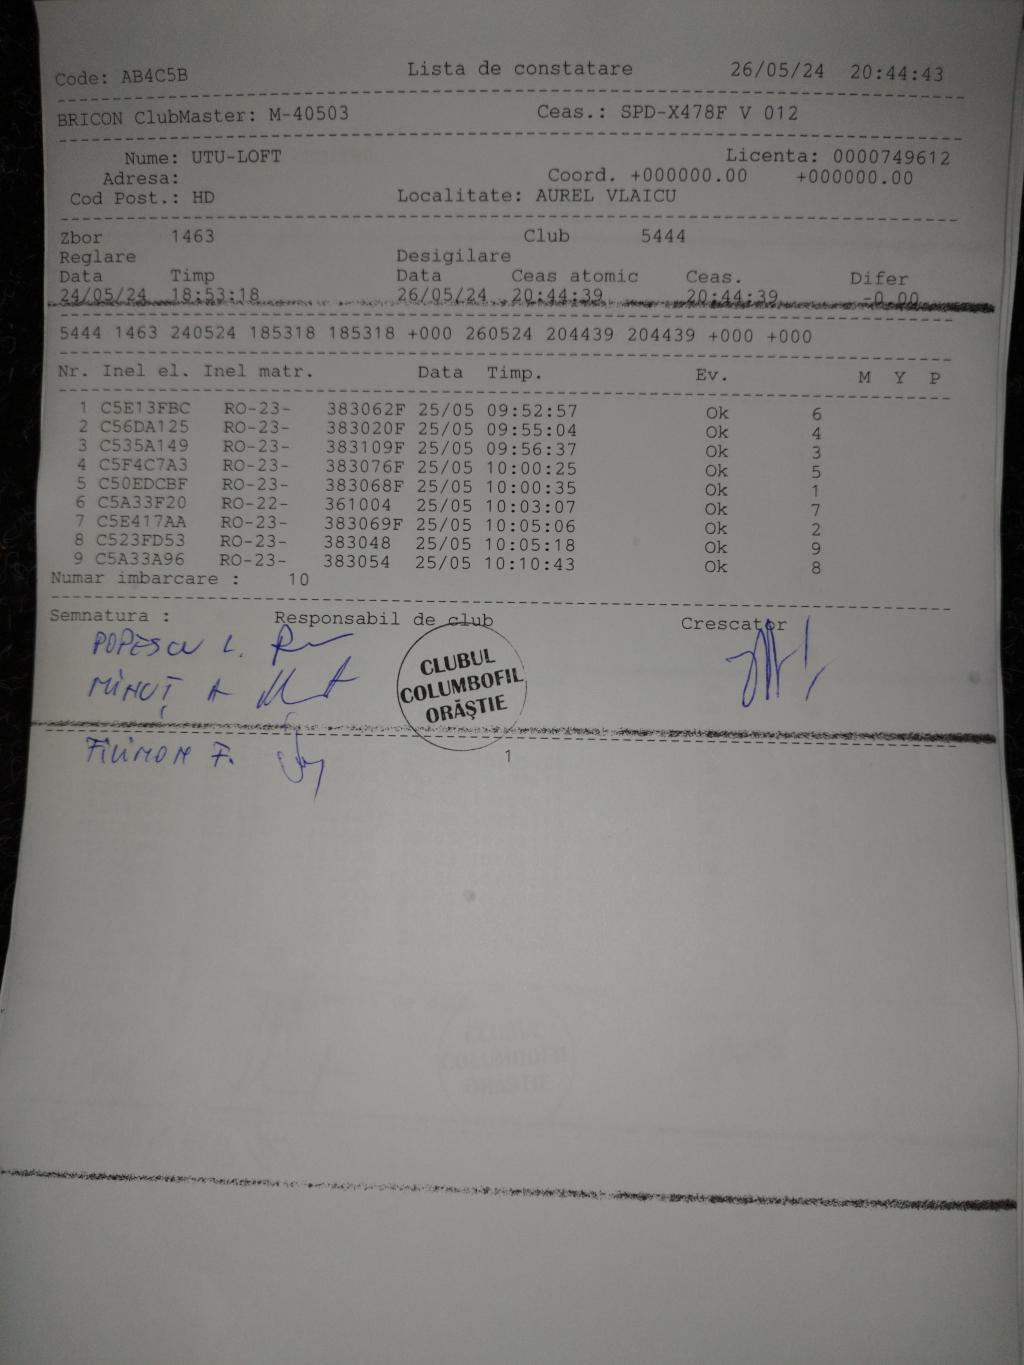 Code: AB4C5B Lista de constatare 26/05/24 20:44:43
BRICON ClubMaster: M-40503 Ceas.: SPD-X478F V 012
Nume: UTU-LOFT Licenta: 0000749612
Adresa: Coord. +000000.00 +000000.00
Cod Post.: HD Localitate: AUREL VLAICU
Zbor 1463 Club 5444
Reglare Desigilare
Data Timp Data Ceas atomic Ceas. Difer
24/05/24 18:53:18 26/05/24 20:44:39 20:44:39 -0.00
5444 1463 240524 185318 185318 +000 260524 204439 204439 +000 +000
Nr. Inel el. Inel matr. Data Timp. Ev. M Y P
1 C5E13FBC RO-23- 383062F 25/05 09:52:57 Ok 6
2 C56DA125 RO-23- 383020F 25/05 09:55:04 Ok 4
3 C535A149 RO-23- 383109F 25/05 09:56:37 Ok 3
4 C5F4C7A3 RO-23- 383076F 25/05 10:00:25 Ok 5
5 C50EDCBF RO-23- 383068F 25/05 10:00:35 Ok 1
6 C5A33F20 RO-22- 361004 25/05 10:03:07 Ok 7
7 C5E417AA RO-23- 383069F 25/05 10:05:06 Ok 2
8 C523FD53 RO-23- 383048 25/05 10:05:18 Ok 9
9 C5A33A96 RO-23- 383054 25/05 10:10:43 Ok 8
Numar imbarcare : 10
Semnatura : Responsabil de club Crescator
POPESCU L.
MINUȚ A
CLUBUL
COLUMBOFIL
ORĂȘTIE
FILIMON F.
1